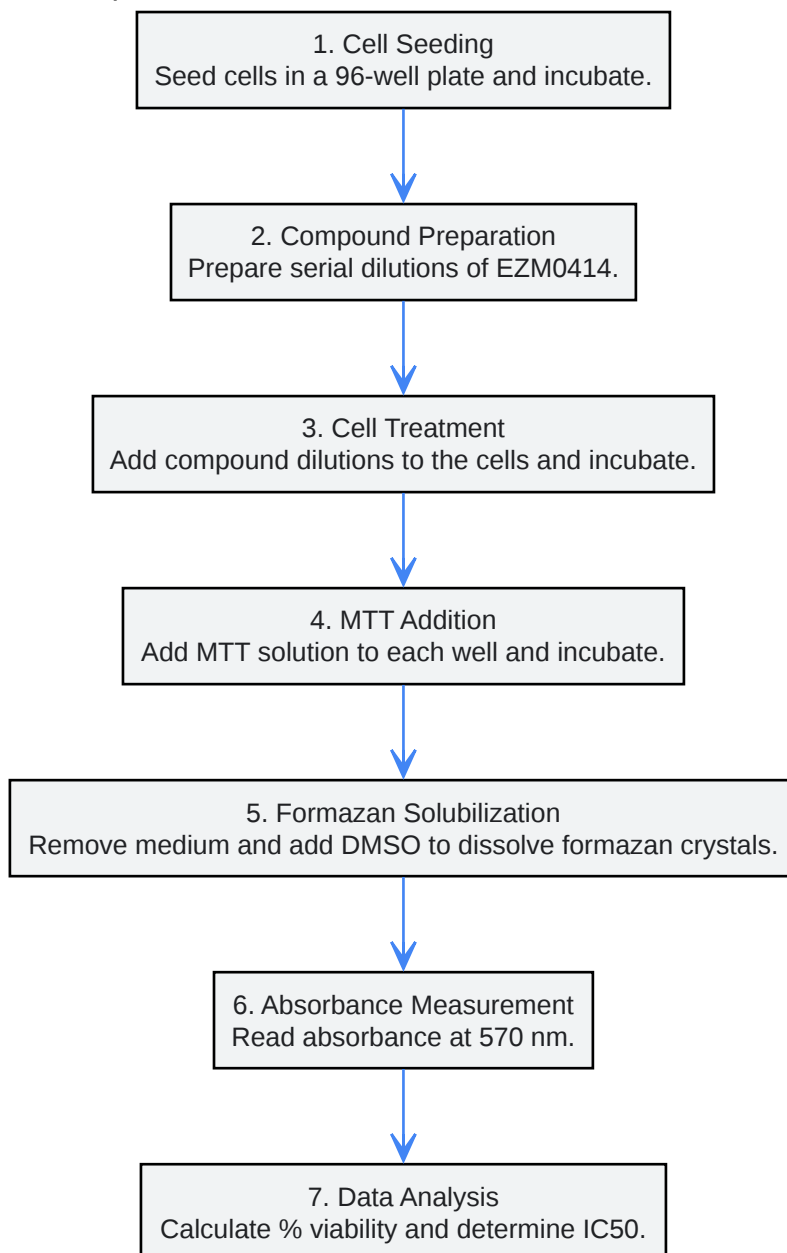 1. Cell Seeding
Seed cells in a 96-well plate and incubate.
2. Compound Preparation
Prepare serial dilutions of EZM0414.
3. Cell Treatment
Add compound dilutions to the cells and incubate.
4. MTT Addition
Add MTT solution to each well and incubate.
5. Formazan Solubilization
Remove medium and add DMSO to dissolve formazan crystals.
6. Absorbance Measurement
Read absorbance at 570 nm.
7. Data Analysis
Calculate % viability and determine IC50.